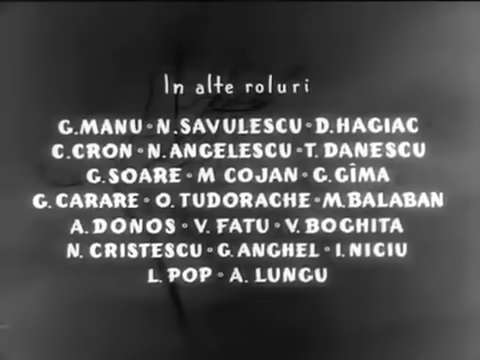 In alte roluri
G.MANU•N.SAVULESCU•D.HAGIAC
C.CRON•N.ANGELESCU•T.DANESCU
G.SOARE•M COJAN•G.GÎMA
G.CARARE•O.TUDORACHE•M.BALABAN
A.DONOS•V.FATU•V.BOGHITA
N.CRISTESCU•G.ANGHEL•I.NICIU
L.POP•A.LUNGU